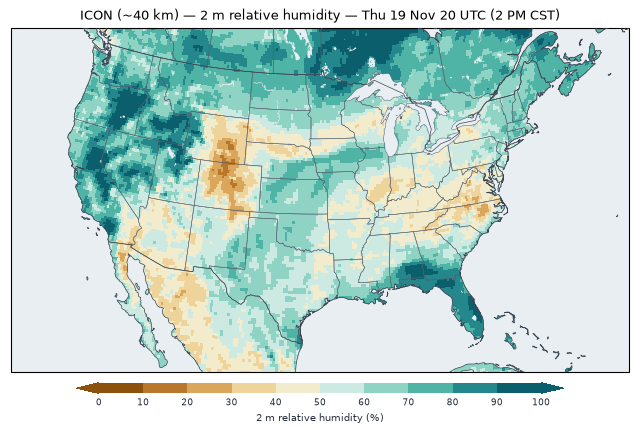 ICON (~40 km) — 2 m relative humidity — Thu 19 Nov 20 UTC (2 PM CST)
0 10 20 30 40 50 60 70 80 90 100
2 m relative humidity (%)